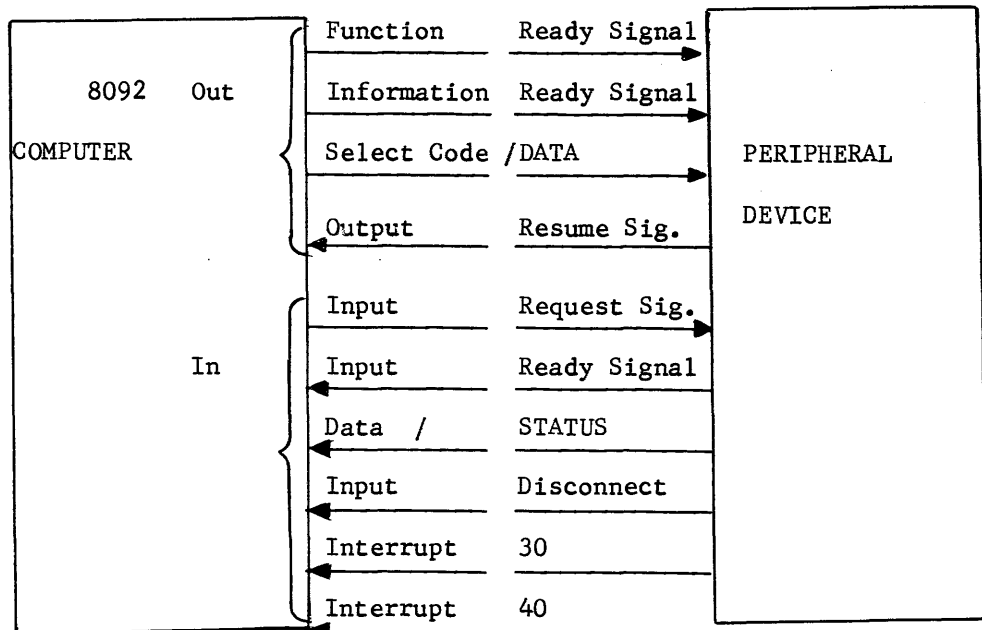 Function Ready Signal
8092 Out
Information Ready Signal
COMPUTER
Select Code /DATA
PERIPHERAL
DEVICE
Output Resume Sig.
Input Request Sig.
In
Input Ready Signal
Data / STATUS
Input Disconnect
Interrupt 30
Interrupt 40